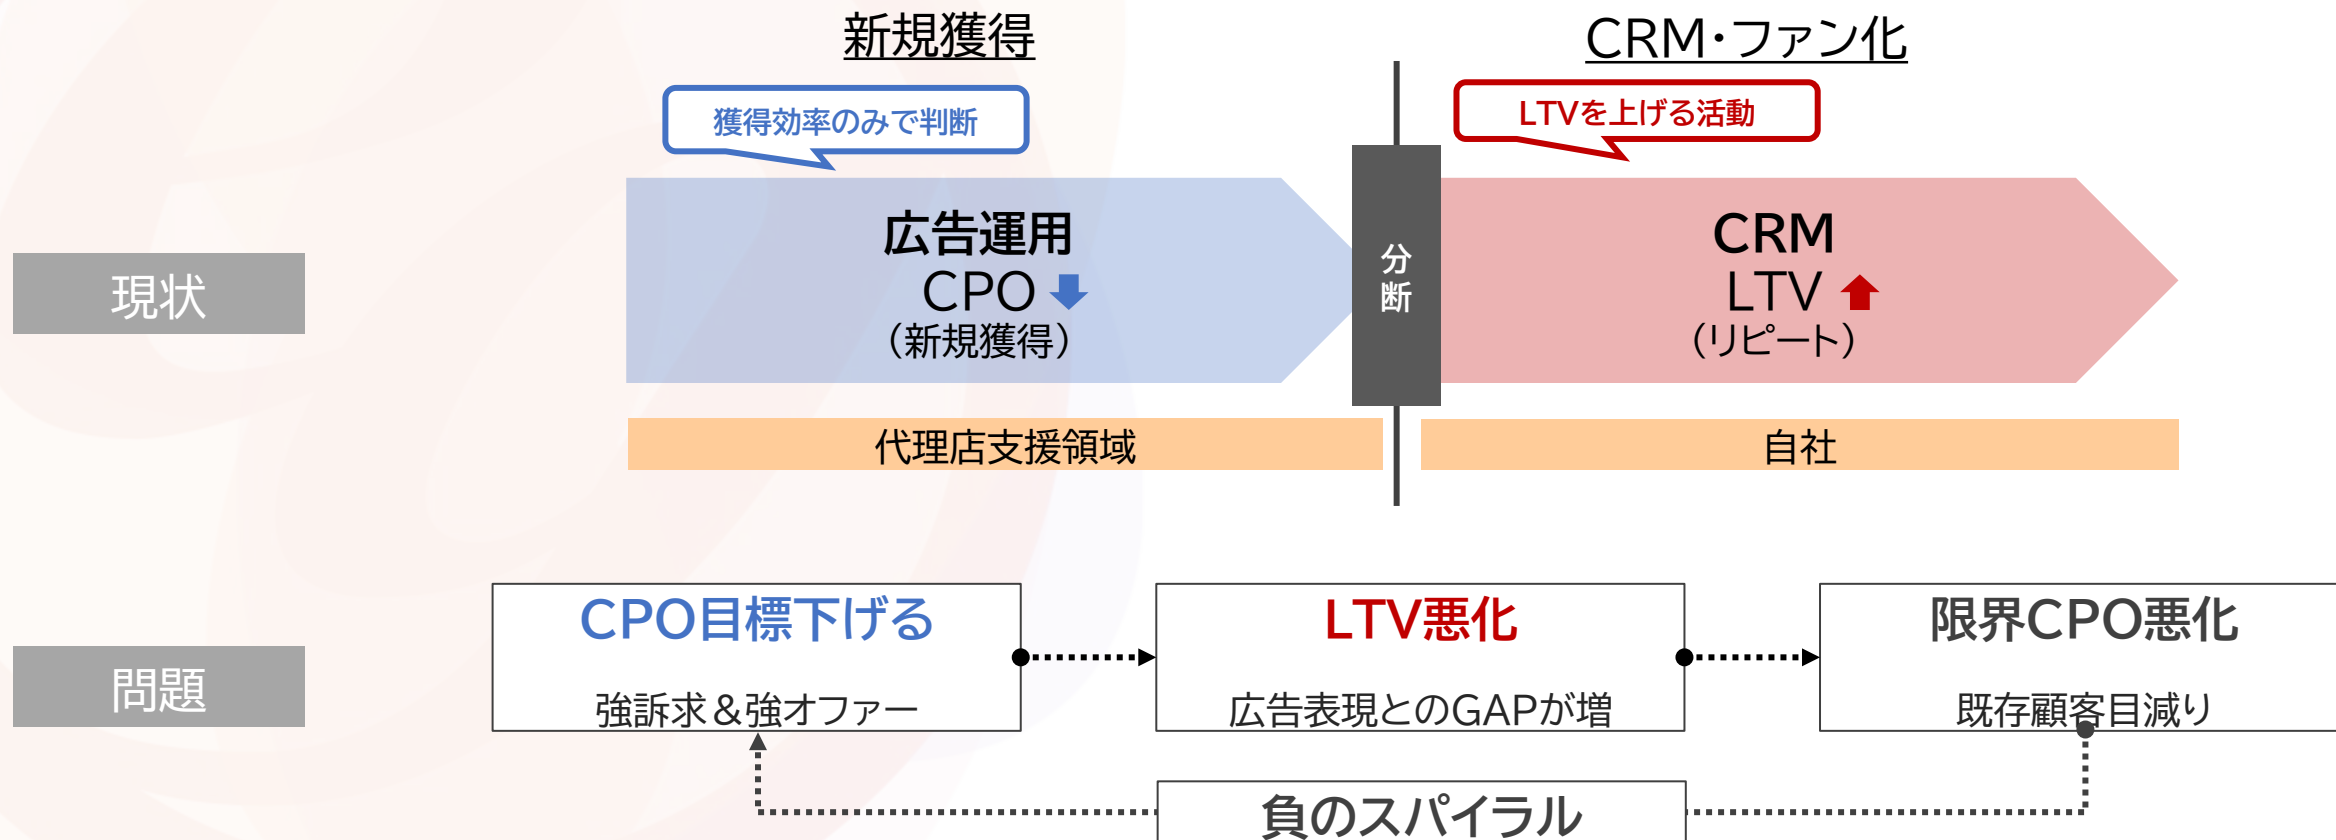 新規獲得
CRM・ファン化
獲得効率のみで判断
LTVを上げる活動
現状
広告運用
CPO
（新規獲得）
分
断
CRM
LTV
（リピート）
代理店支援領域
自社
問題
CPO目標下げる
強訴求&強オファー
LTV悪化
広告表現とのGAPが増
限界CPO悪化
既存顧客目減り
負のスパイラル